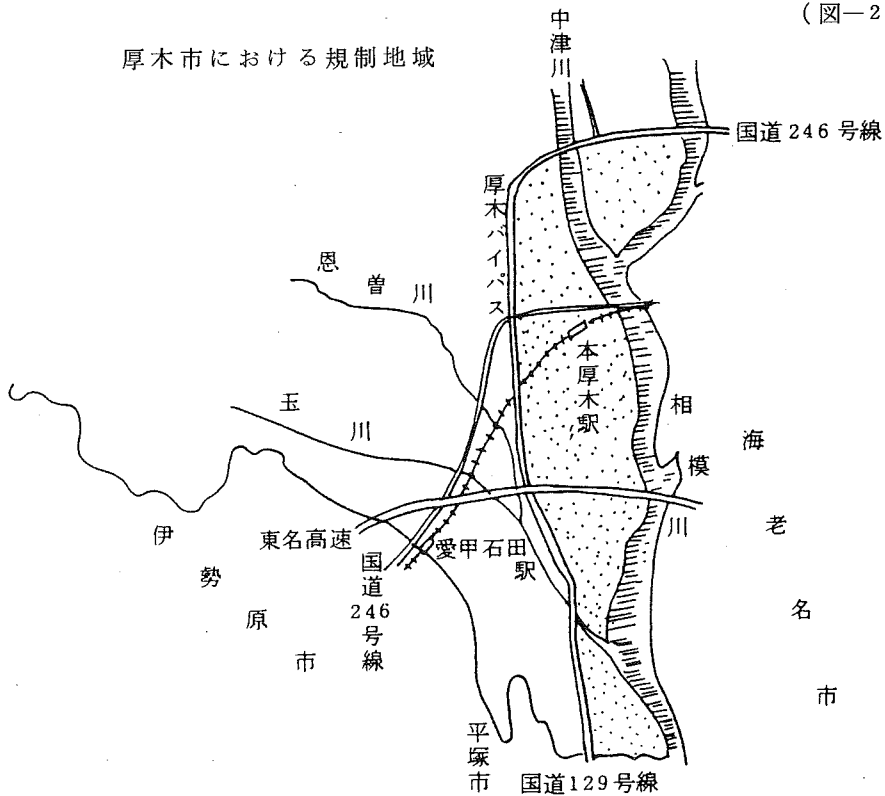 (図―2
厚木市における規制地域
中津川
国道246号線
厚木バイパス
恩曽川
本厚木駅
玉川
相模川
海老名市
東名高速
愛甲石田駅
伊勢原市
国道246号線
平塚市
国道129号線